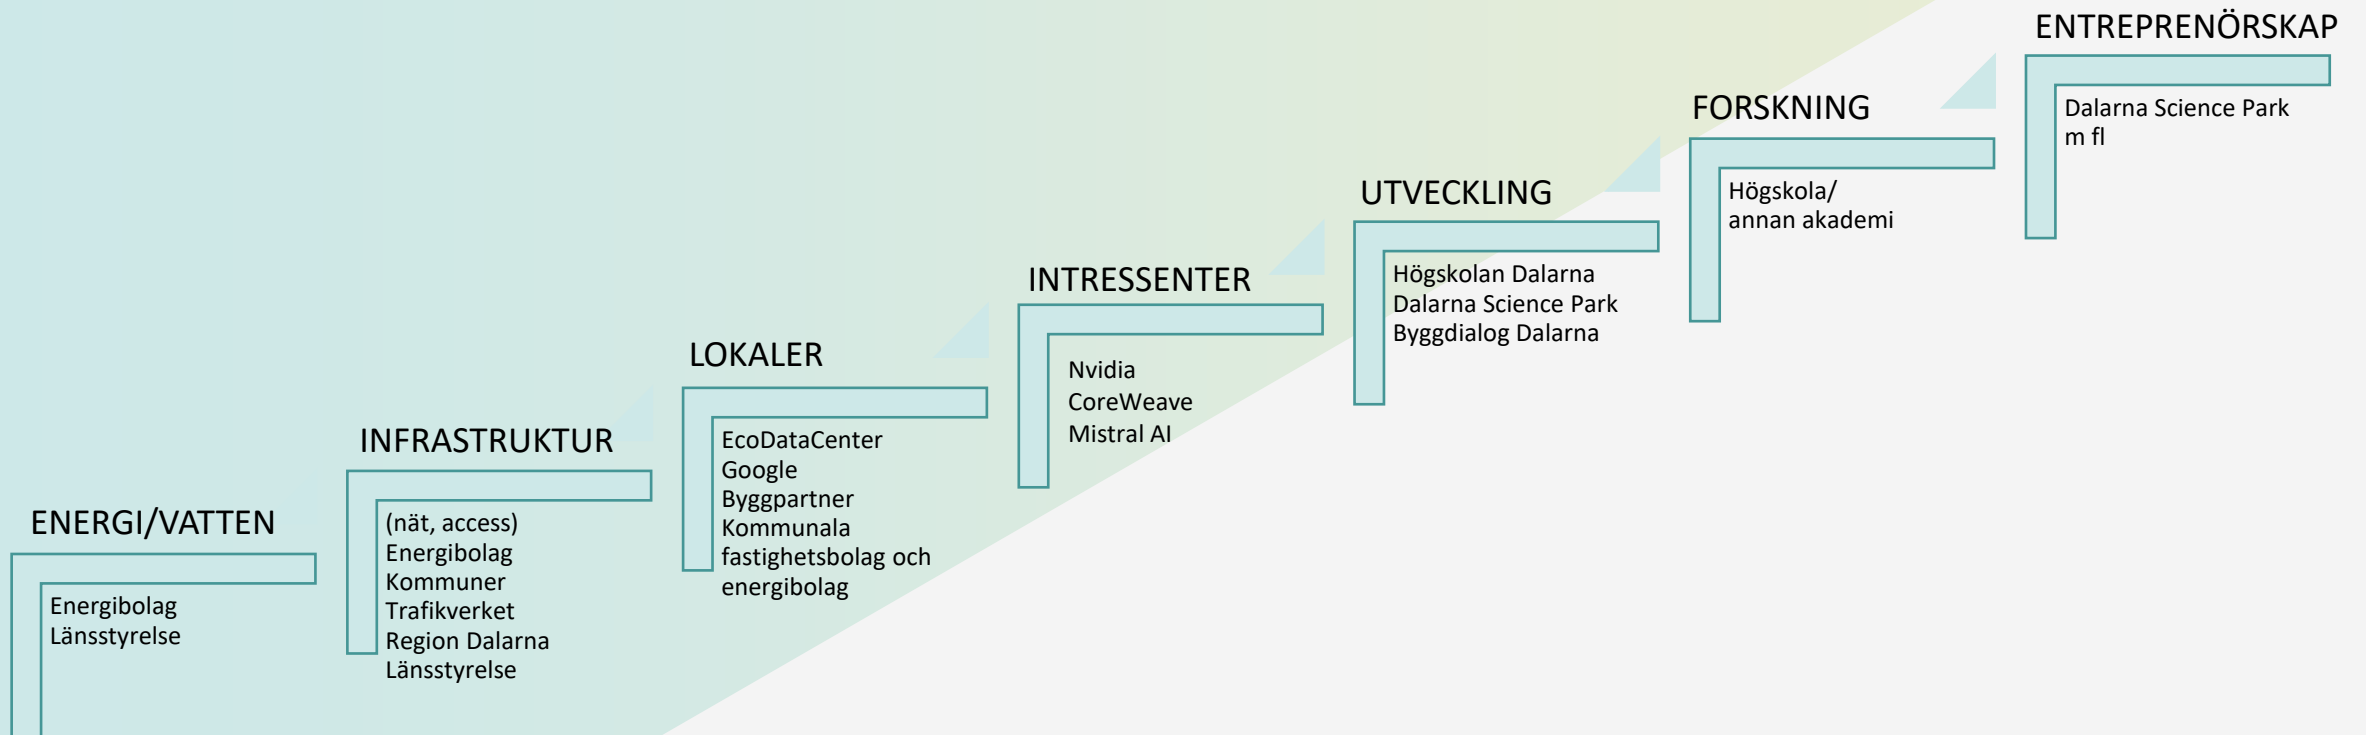 ENERGI/VATTEN
Energibolag
Länsstyrelse
INFRASTRUKTUR
(nät, access)
Energibolag
Kommuner
Trafikverket
Region Dalarna
Länsstyrelse
LOKALER
EcoDataCenter
Google
Byggpartner
Kommunala
fastighetsbolag och
energibolag
INTRESSENTER
Nvidia
CoreWeave
Mistral AI
UTVECKLING
Högskolan Dalarna
Dalarna Science Park
Byggdialog Dalarna
FORSKNING
Högskola/
annan akademi
ENTREPRENÖRSKAP
Dalarna Science Park
m fl